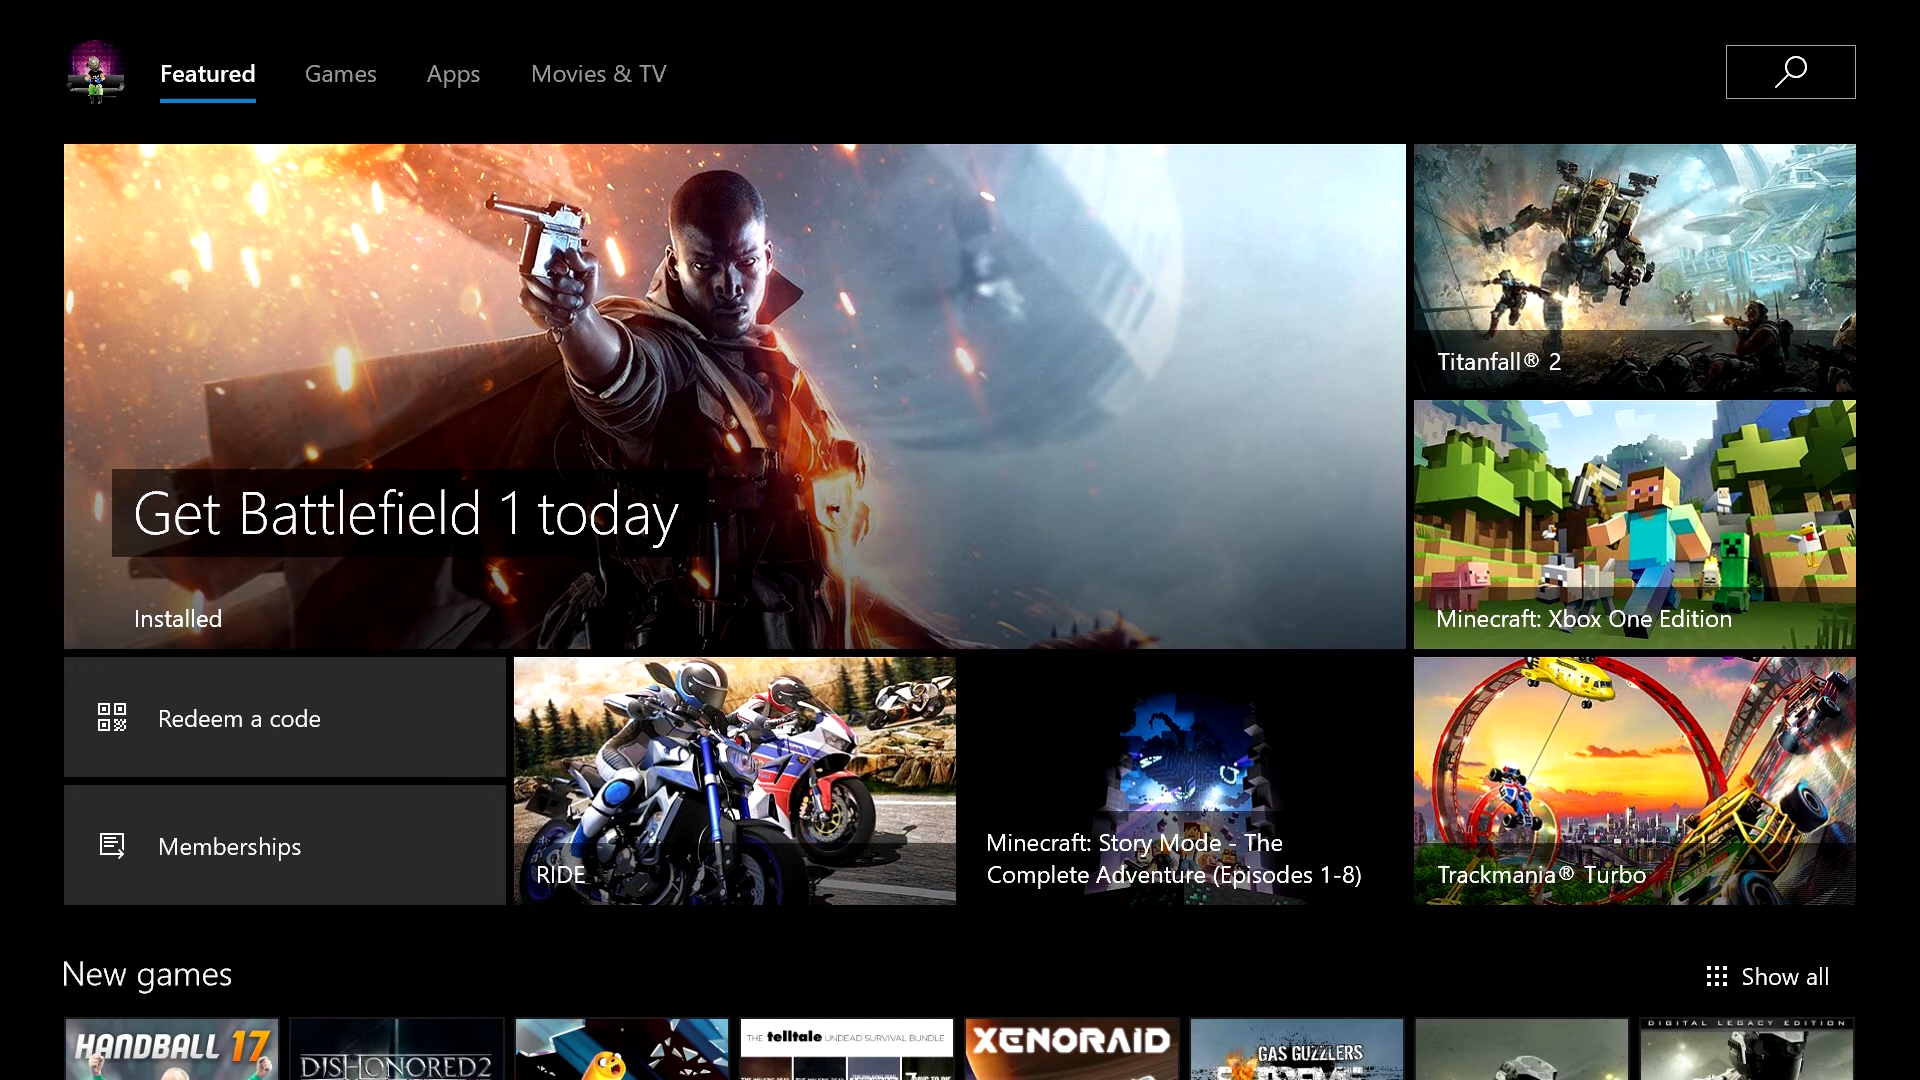 Featured Games Apps Movies & TV
Get Battlefield 1 today
Installed
Titanfall® 2
Minecraft: Xbox One Edition
Redeem a code
Memberships
RIDE
Minecraft: Story Mode - The
Complete Adventure (Episodes 1-8)
Trackmania® Turbo
New games
Show all
HANDBALL 17
DISHONORED2
THE telltale UNDEAD SURVIVAL BUNDLE
XENORAID
GAS GUZZLERS
DIGITAL LEGACY EDITION